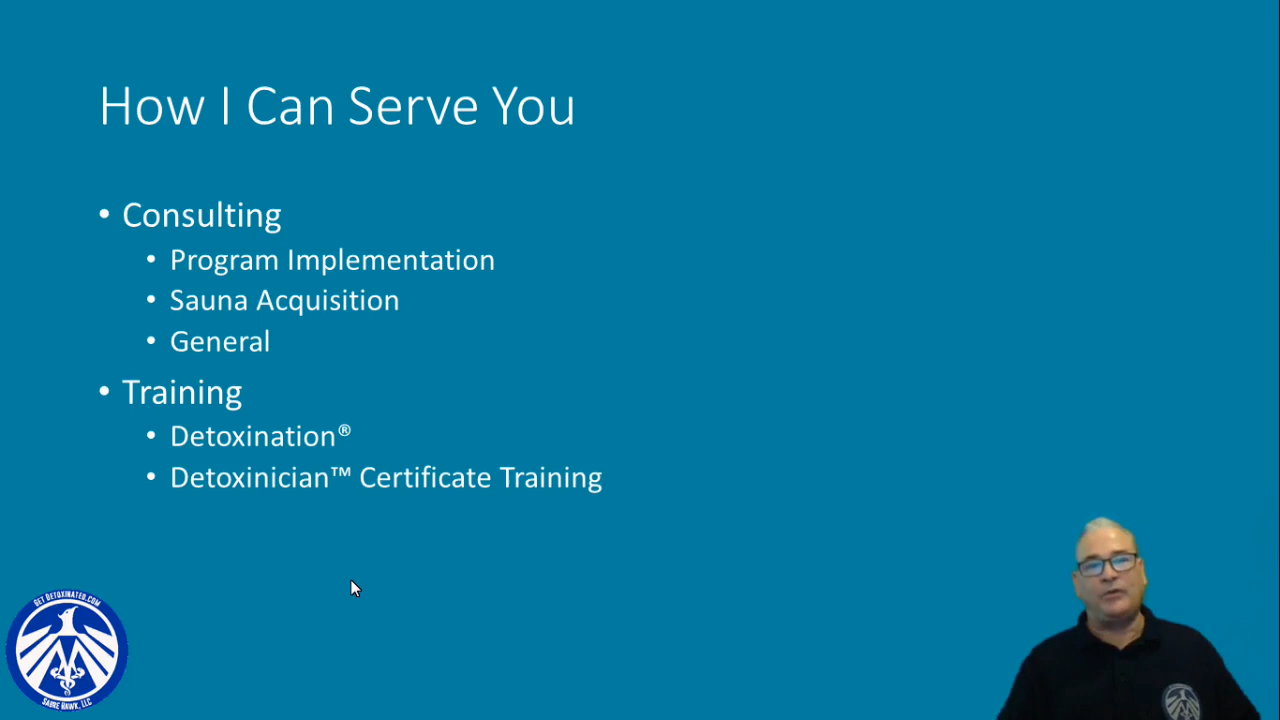 How I Can Serve You
• Consulting
• Program Implementation
• Sauna Acquisition
• General
• Training
• Detoxination®
• Detoxinician™ Certificate Training
GET DETOXINATED.COM
SABRE HAWK, LLC